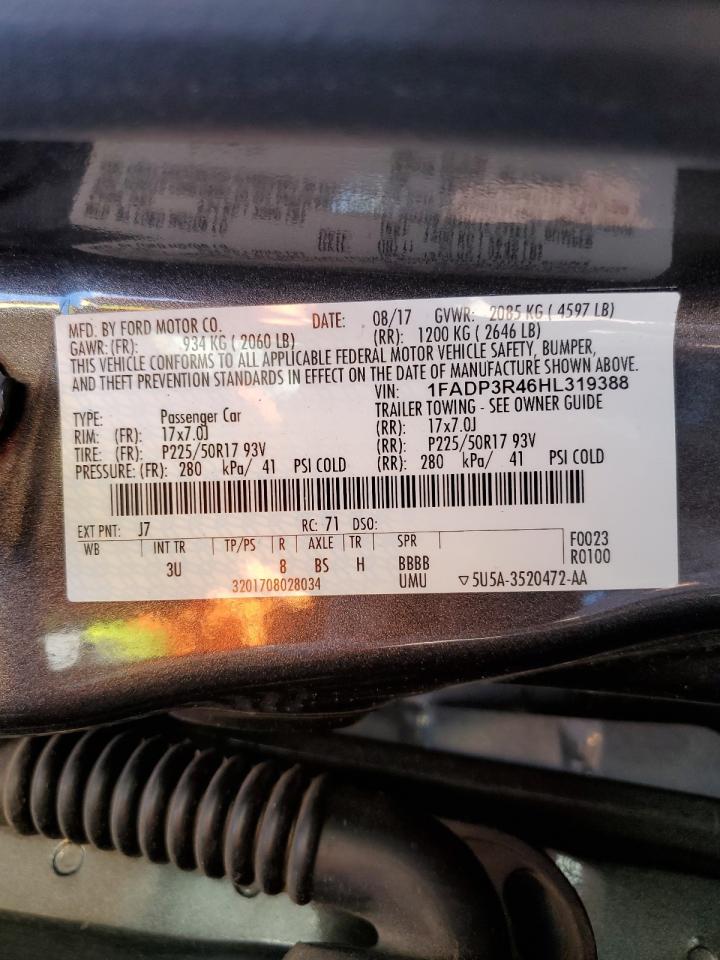 MFD. BY FORD MOTOR CO. DATE: 08/17 GVWR: 2085 KG ( 4597 LB)
GAWR: (FR): 934 KG ( 2060 LB) (RR): 1200 KG ( 2646 LB)
THIS VEHICLE CONFORMS TO ALL APPLICABLE FEDERAL MOTOR VEHICLE SAFETY, BUMPER,
AND THEFT PREVENTION STANDARDS IN EFFECT ON THE DATE OF MANUFACTURE SHOWN ABOVE.
VIN: 1FADP3R46HL319388
TYPE: Passenger Car TRAILER TOWING - SEE OWNER GUIDE
RIM: (FR): 17x7.0J (RR): 17x7.0J
TIRE: (FR): P225/50R17 93V (RR): P225/50R17 93V
PRESSURE: (FR): 280 kPa/ 41 PSI COLD (RR): 280 kPa/ 41 PSI COLD
EXT PNT: J7 RC: 71 DSO:
WB INT TR TP/PS R AXLE TR SPR F0023
3U 8 BS H BBBB R0100
3201708028034 UMU ▽5U5A-3520472-AA